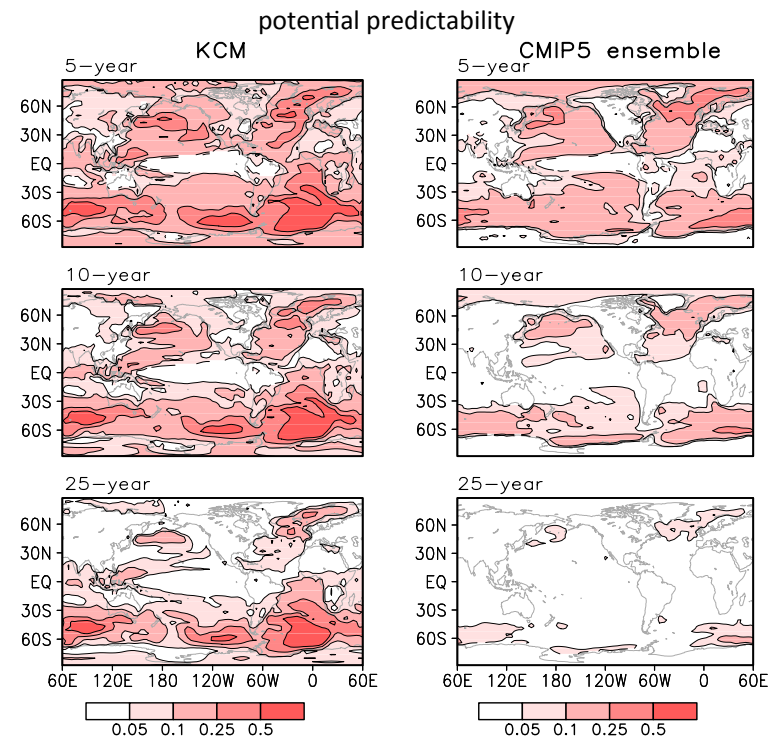 potential predictability
KCM
CMIP5 ensemble
5-year
5-year
60N
30N
EQ
30S
60S
60N
30N
EQ
30S
60S
10-year
10-year
60N
30N
EQ
30S
60S
60N
30N
EQ
30S
60S
25-year
25-year
60N
30N
EQ
30S
60S
60N
30N
EQ
30S
60S
60E 120E 180 120W 60W 0 60E
60E 120E 180 120W 60W 0 60E
0.05 0.1 0.25 0.5
0.05 0.1 0.25 0.5